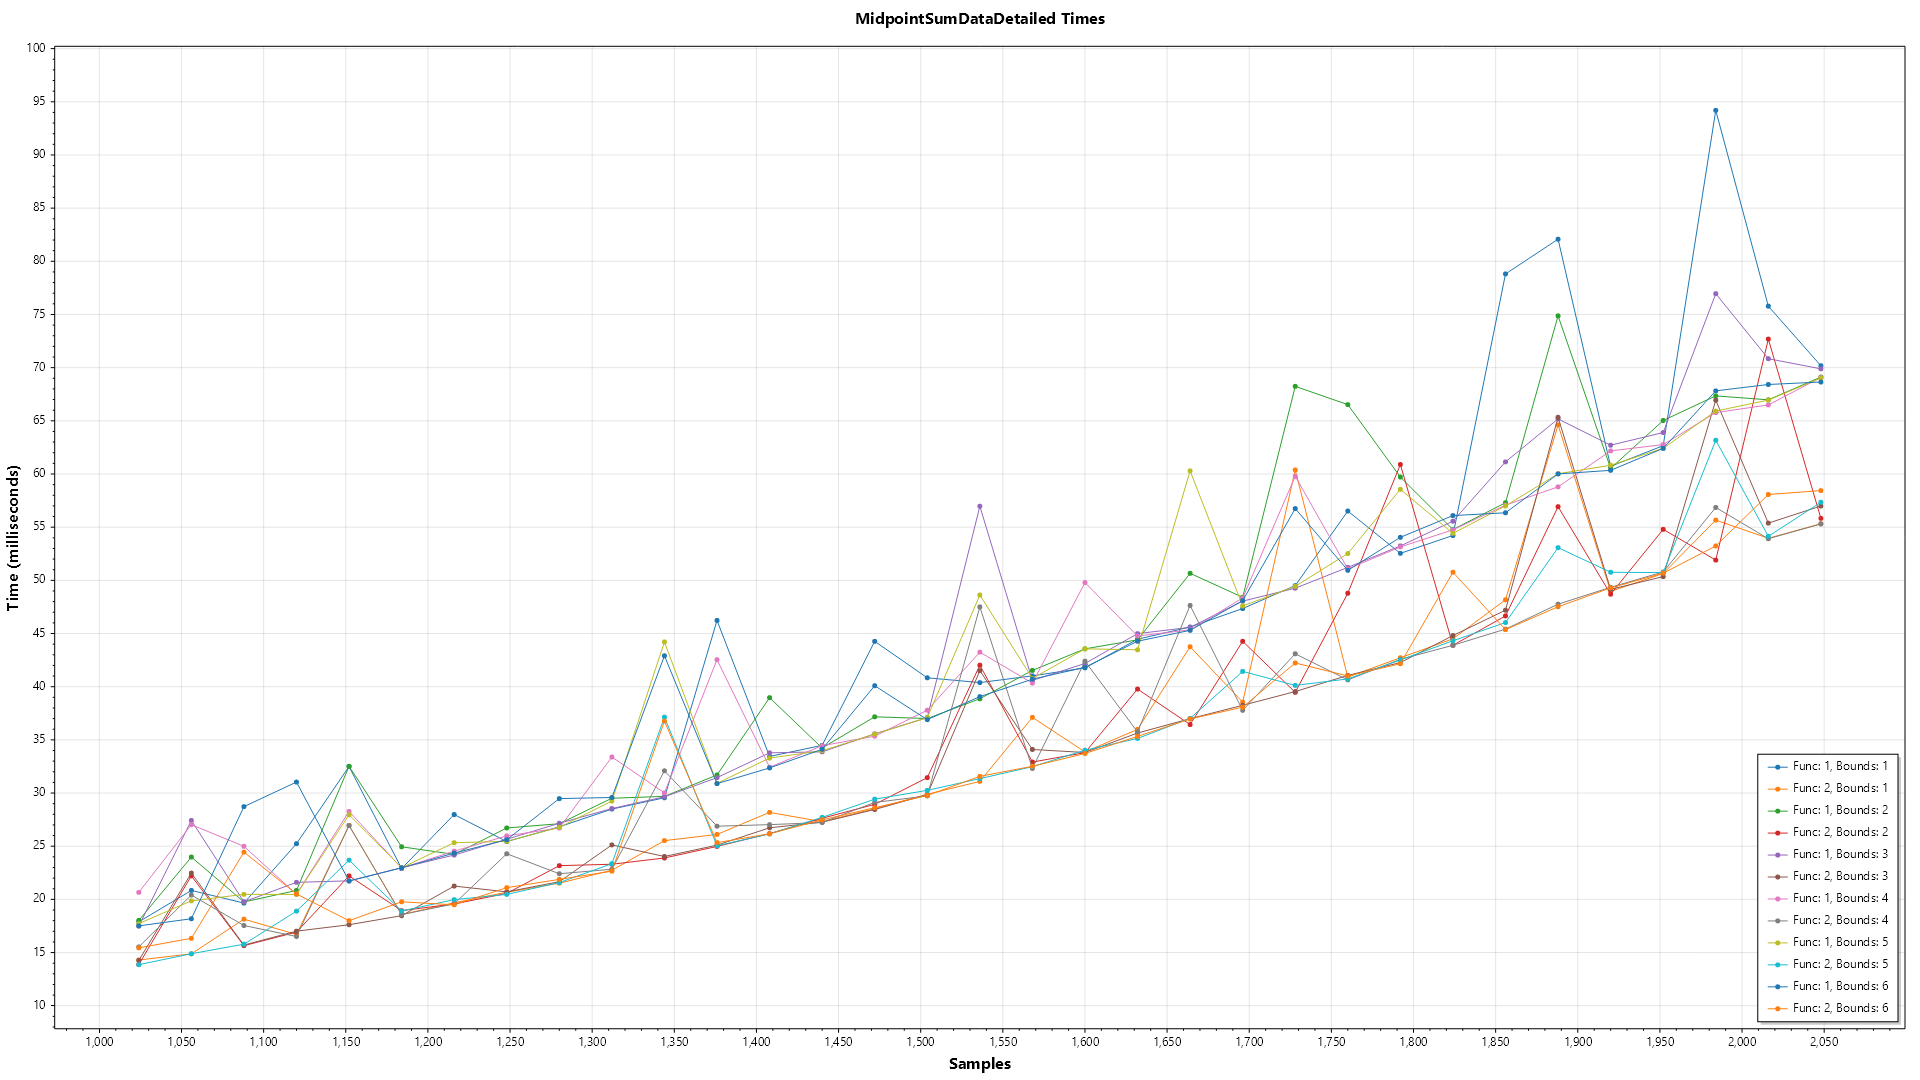 MidpointSumDataDetailed Times
100
95
90
85
80
75
70
65
60
55
50
45
40
35
30
25
20
15
10
Time (milliseconds)
Func: 1, Bounds: 1
Func: 2, Bounds: 1
Func: 1, Bounds: 2
Func: 2, Bounds: 2
Func: 1, Bounds: 3
Func: 2, Bounds: 3
Func: 1, Bounds: 4
Func: 2, Bounds: 4
Func: 1, Bounds: 5
Func: 2, Bounds: 5
Func: 1, Bounds: 6
Func: 2, Bounds: 6
1,000 1,050 1,100 1,150 1,200 1,250 1,300 1,350 1,400 1,450 1,500 1,550 1,600 1,650 1,700 1,750 1,800 1,850 1,900 1,950 2,000 2,050
Samples